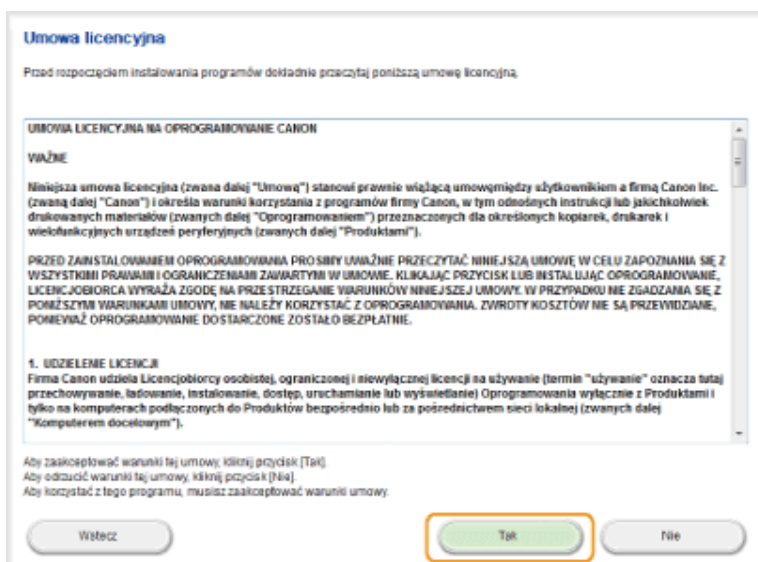 Umowa licencyjna
Przed rozpoczęciem instalowania programów dokładnie przeczytaj poniższą umowę licencyjną.
UMOWA LICENCYJNA NA OPROGRAMOWANIE CANON
WAŻNE
Niniejsza umowa licencyjna (zwana dalej "Umową") stanowi prawnie wiążącą umowęmiędzy użytkownikiem a firmą Canon Inc.
(zwaną dalej "Canon") i określa warunki korzystania z programów firmy Canon, w tym odnośnych instrukcji lub jakichkolwiek
drukowanych materiałów (zwanych dalej "Oprogramowaniem") przeznaczonych dla określonych kopiarek, drukarek i
wielofunkcyjnych urządzeń peryferyjnych (zwanych dalej "Produktami").
PRZED ZAINSTALOWANIEM OPROGRAMOWANIA PROSIMY UWAŻNIE PRZECZYTAĆ NINIEJSZĄ UMOWĘ W CELU ZAPOZNANIA SIĘ Z
WSZYSTKIMI PRAWAMI I OGRANICZENIAMI ZAWARTYMI W UMOWIE. KLIKAJĄC PRZYCISK LUB INSTALUJĄC OPROGRAMOWANIE,
LICENCJOBIORCA WYRAŻA ZGODĘ NA PRZESTRZEGANIE WARUNKÓW NINIEJSZEJ UMOWY. W PRZYPADKU NIE ZGADZANIA SIĘ Z
PONIŻSZYMI WARUNKAMI UMOWY, NIE NALEŻY KORZYSTAĆ Z OPROGRAMOWANIA. ZWROTY KOSZTÓW NIE SĄ PRZEWIDZIANE,
PONIEWAŻ OPROGRAMOWANIE DOSTARCZONE ZOSTAŁO BEZPŁATNIE.
1. UDZIELENIE LICENCJI
Firma Canon udziela Licencjobiorcy osobistej, ograniczonej i niewyłącznej licencji na używanie (termin "używanie" oznacza tutaj
przechowywanie, ładowanie, instalowanie, dostęp, uruchamianie lub wyświetlanie) Oprogramowania wyłącznie z Produktami i
tylko na komputerach podłączonych do Produktów bezpośrednio lub za pośrednictwem sieci lokalnej (zwanych dalej
"Komputerem docelowym").
Aby zaakceptować warunki tej umowy, kliknij przycisk [Tak].
Aby odrzucić warunki tej umowy, kliknij przycisk [Nie].
Aby korzystać z tego programu, musisz zaakceptować warunki umowy.
Wstecz Tak Nie